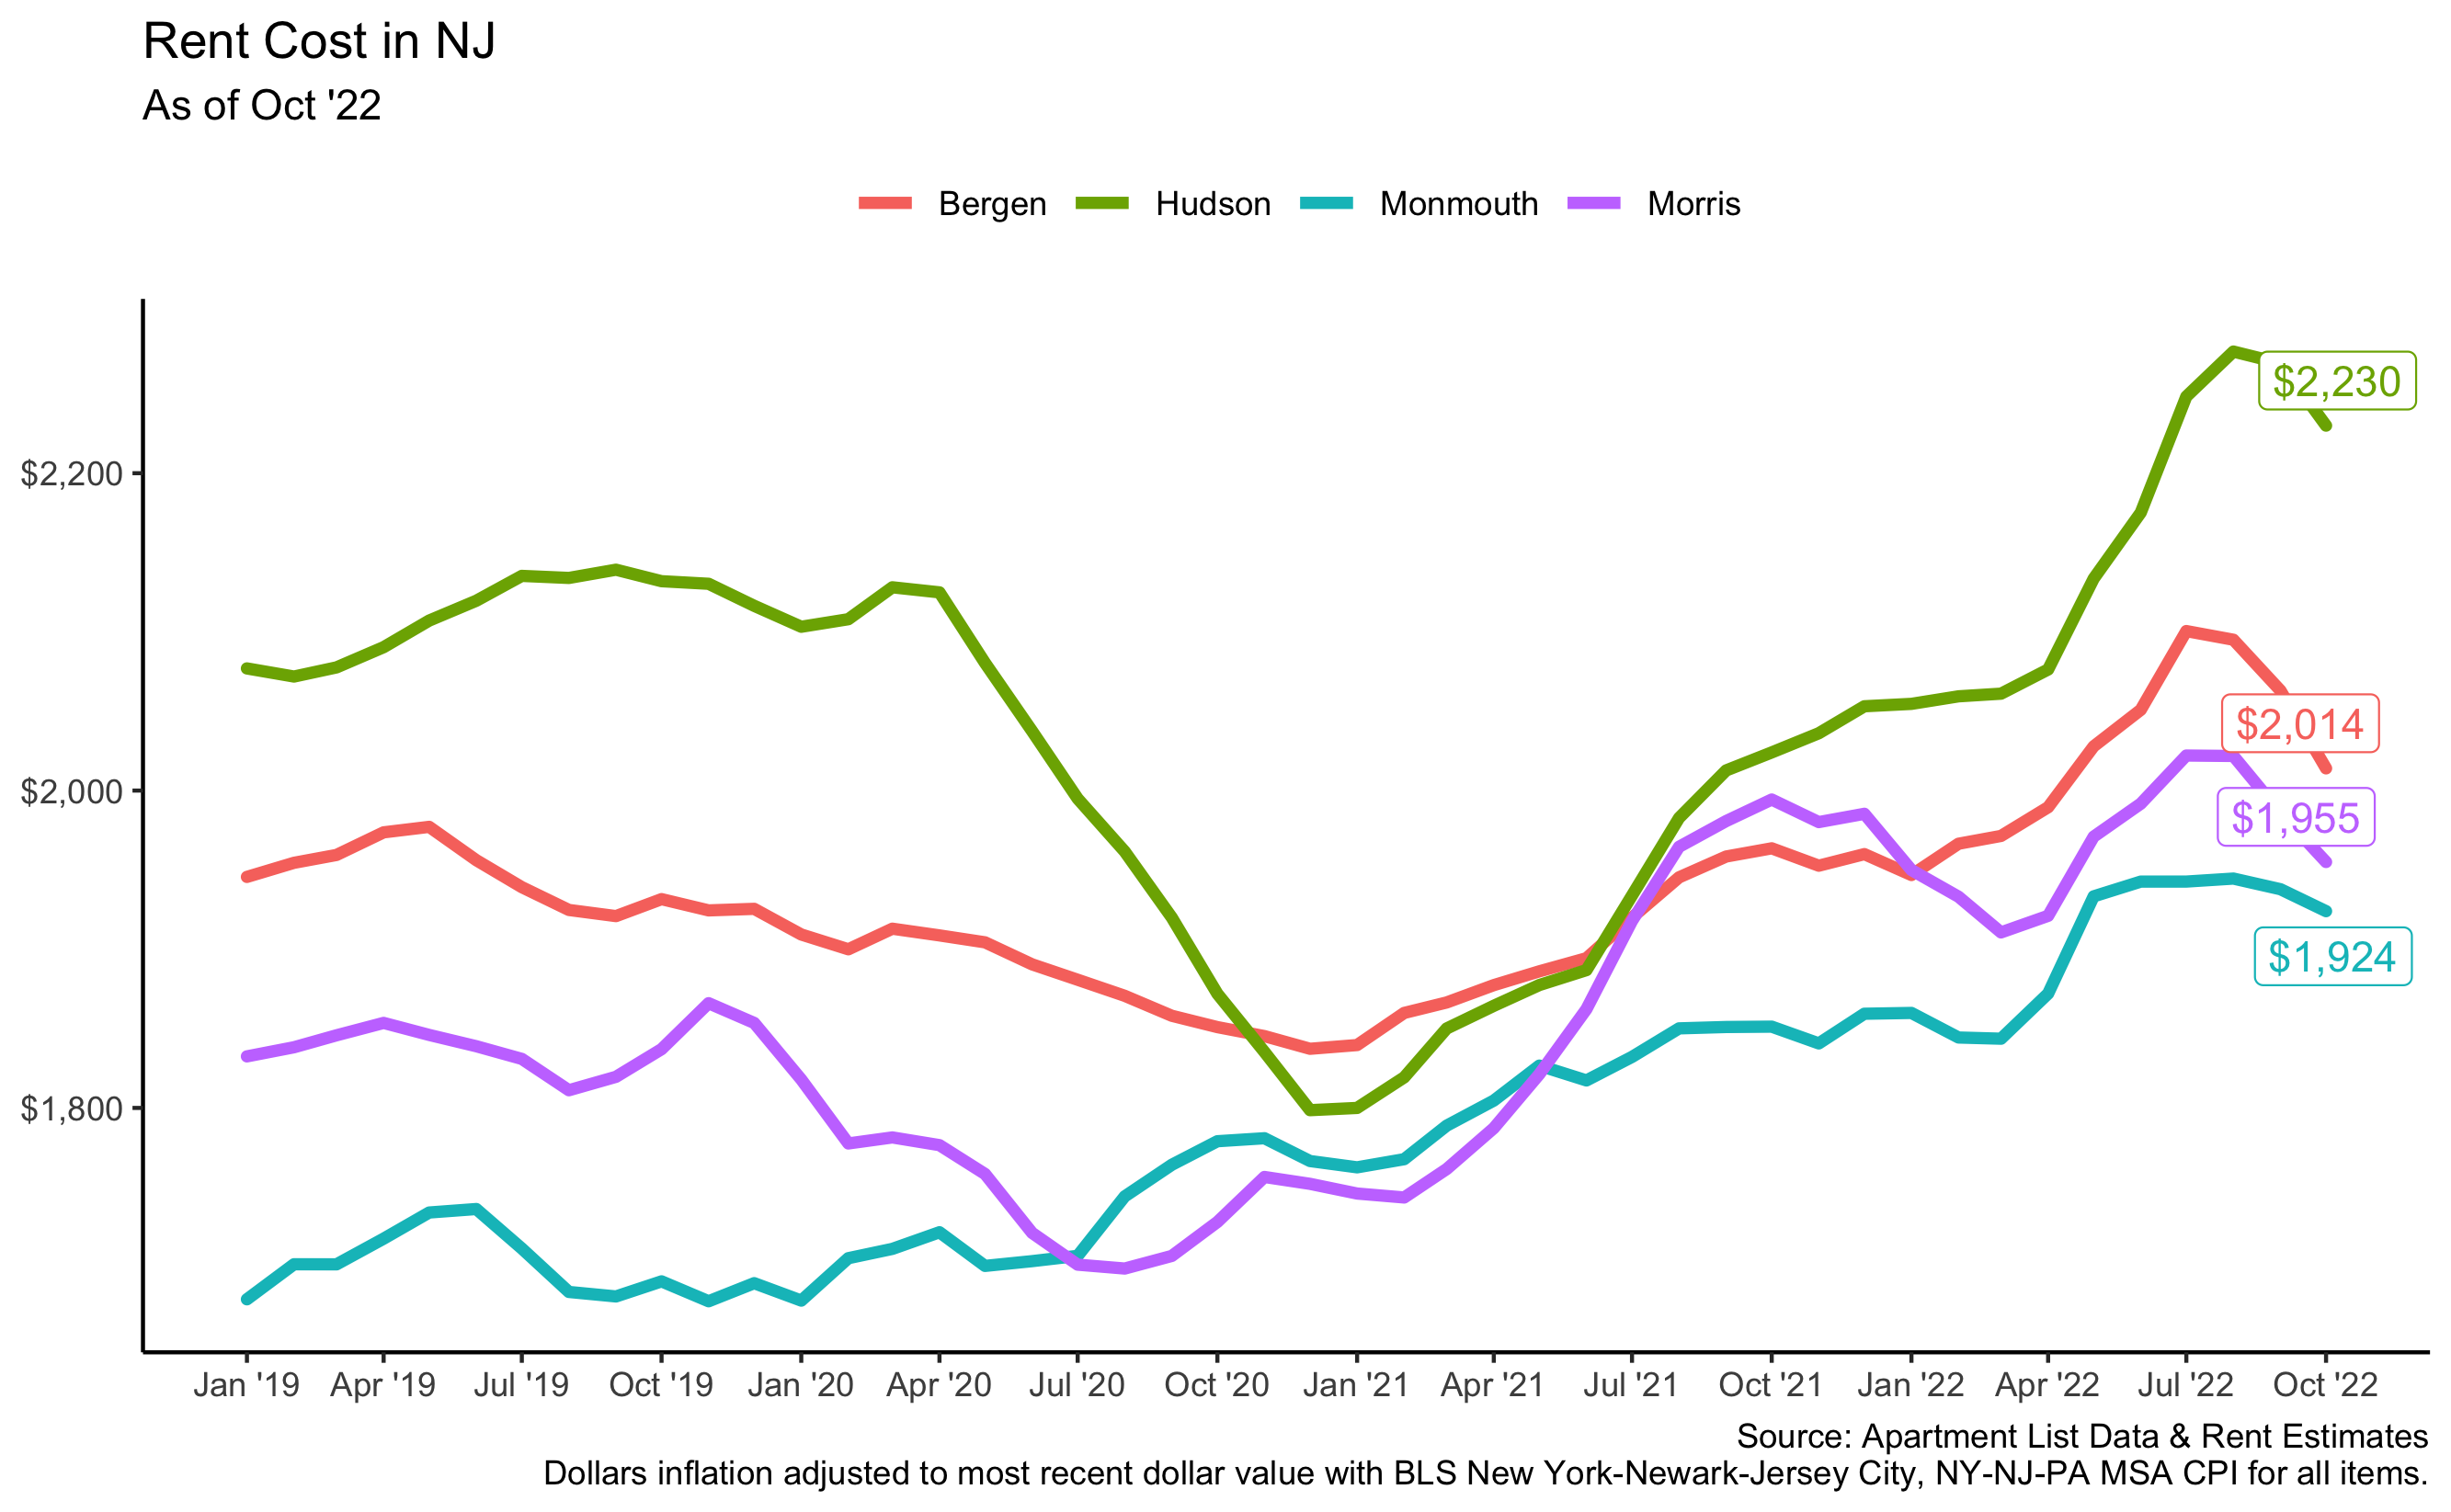 Rent Cost in NJ
As of Oct '22
Bergen Hudson Monmouth Morris
$2,230
$2,200
$2,014
$2,000
$1,955
$1,924
$1,800
Jan '19 Apr '19 Jul '19 Oct '19 Jan '20 Apr '20 Jul '20 Oct '20 Jan '21 Apr '21 Jul '21 Oct '21 Jan '22 Apr '22 Jul '22 Oct '22
Source: Apartment List Data & Rent Estimates
Dollars inflation adjusted to most recent dollar value with BLS New York-Newark-Jersey City, NY-NJ-PA MSA CPI for all items.